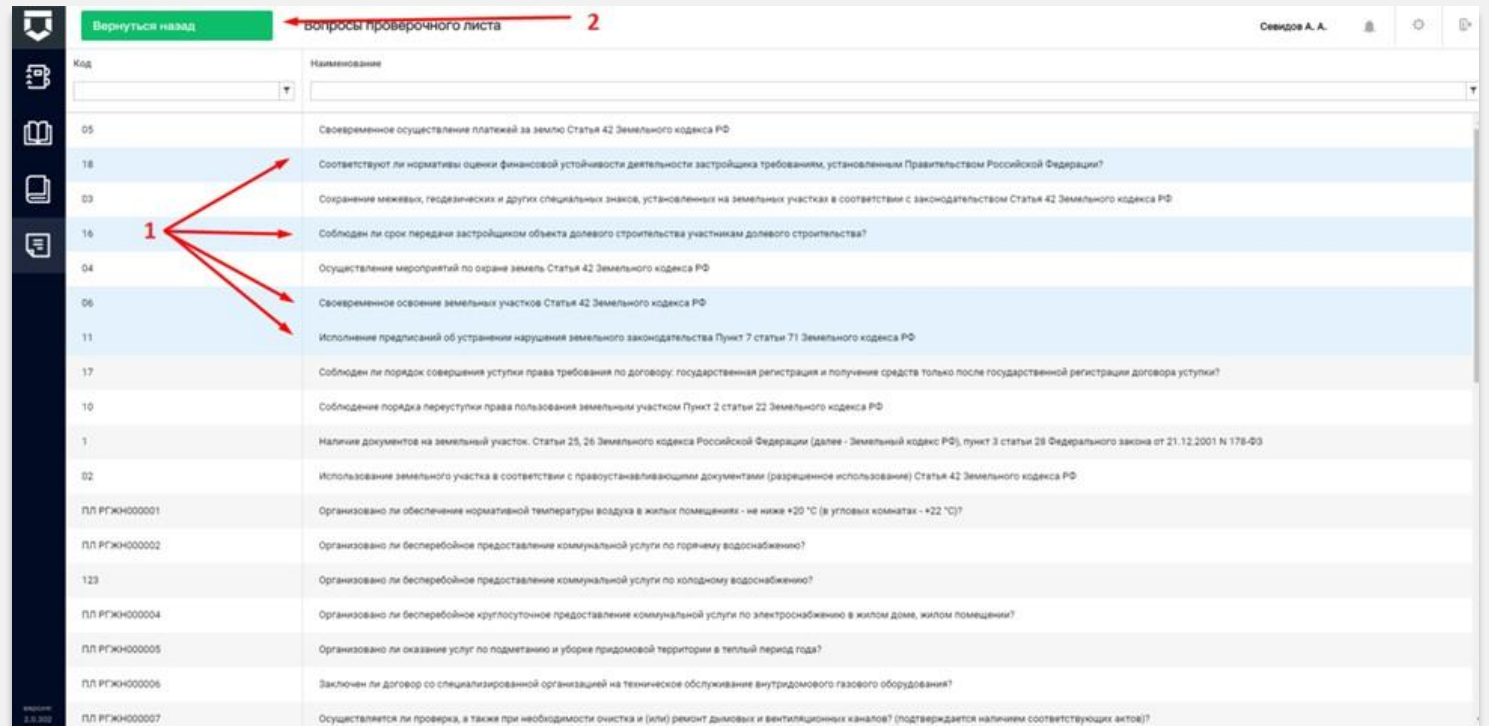 Вернуться назад
Вопросы проверочного листа
2
Севидов А. А.
Код
Наименование
05
Своевременное осуществление платежей за землю Статья 42 Земельного кодекса РФ
18
Соответствуют ли нормативы оценки финансовой устойчивости деятельности застройщика требованиям, установленным Правительством Российской Федерации?
03
Сохранение межевых, геодезических и других специальных знаков, установленных на земельных участках в соответствии с законодательством Статья 42 Земельного кодекса РФ
16
1
Соблюден ли срок передачи застройщиком объекта долевого строительства участникам долевого строительства?
04
Осуществление мероприятий по охране земель Статья 42 Земельного кодекса РФ
06
Своевременное освоение земельных участков Статья 42 Земельного кодекса РФ
11
Исполнение предписаний об устранении нарушения земельного законодательства Пункт 7 статьи 71 Земельного кодекса РФ
17
Соблюден ли порядок совершения уступки права требования по договору: государственная регистрация и получение средств только после государственной регистрации договора уступки?
10
Соблюдение порядка переуступки права пользования земельным участком Пункт 2 статьи 22 Земельного кодекса РФ
1
Наличие документов на земельный участок. Статьи 25, 26 Земельного кодекса Российской Федерации (далее - Земельный кодекс РФ), пункт 3 статьи 28 Федерального закона от 21.12.2001 N 178-ФЗ
02
Использование земельного участка в соответствии с правоустанавливающими документами (разрешенное использование) Статья 42 Земельного кодекса РФ
ПЛ РГЖН000001
Организовано ли обеспечение нормативной температуры воздуха в жилых помещениях - не ниже +20 °С (в угловых комнатах - +22 °С)?
ПЛ РГЖН000002
Организовано ли бесперебойное предоставление коммунальной услуги по горячему водоснабжению?
123
Организовано ли бесперебойное предоставление коммунальной услуги по холодному водоснабжению?
ПЛ РГЖН000004
Организовано ли бесперебойное круглосуточное предоставление коммунальной услуги по электроснабжению в жилом доме, жилом помещении?
ПЛ РГЖН000005
Организовано ли оказание услуг по подметанию и уборке придомовой территории в теплый период года?
ПЛ РГЖН000006
Заключен ли договор со специализированной организацией на техническое обслуживание внутридомового газового оборудования?
версия:
2.0.302
ПЛ РГЖН000007
Осуществляется ли проверка, а также при необходимости очистка и (или) ремонт дымовых и вентиляционных каналов? (подтверждается наличием соответствующих актов)?